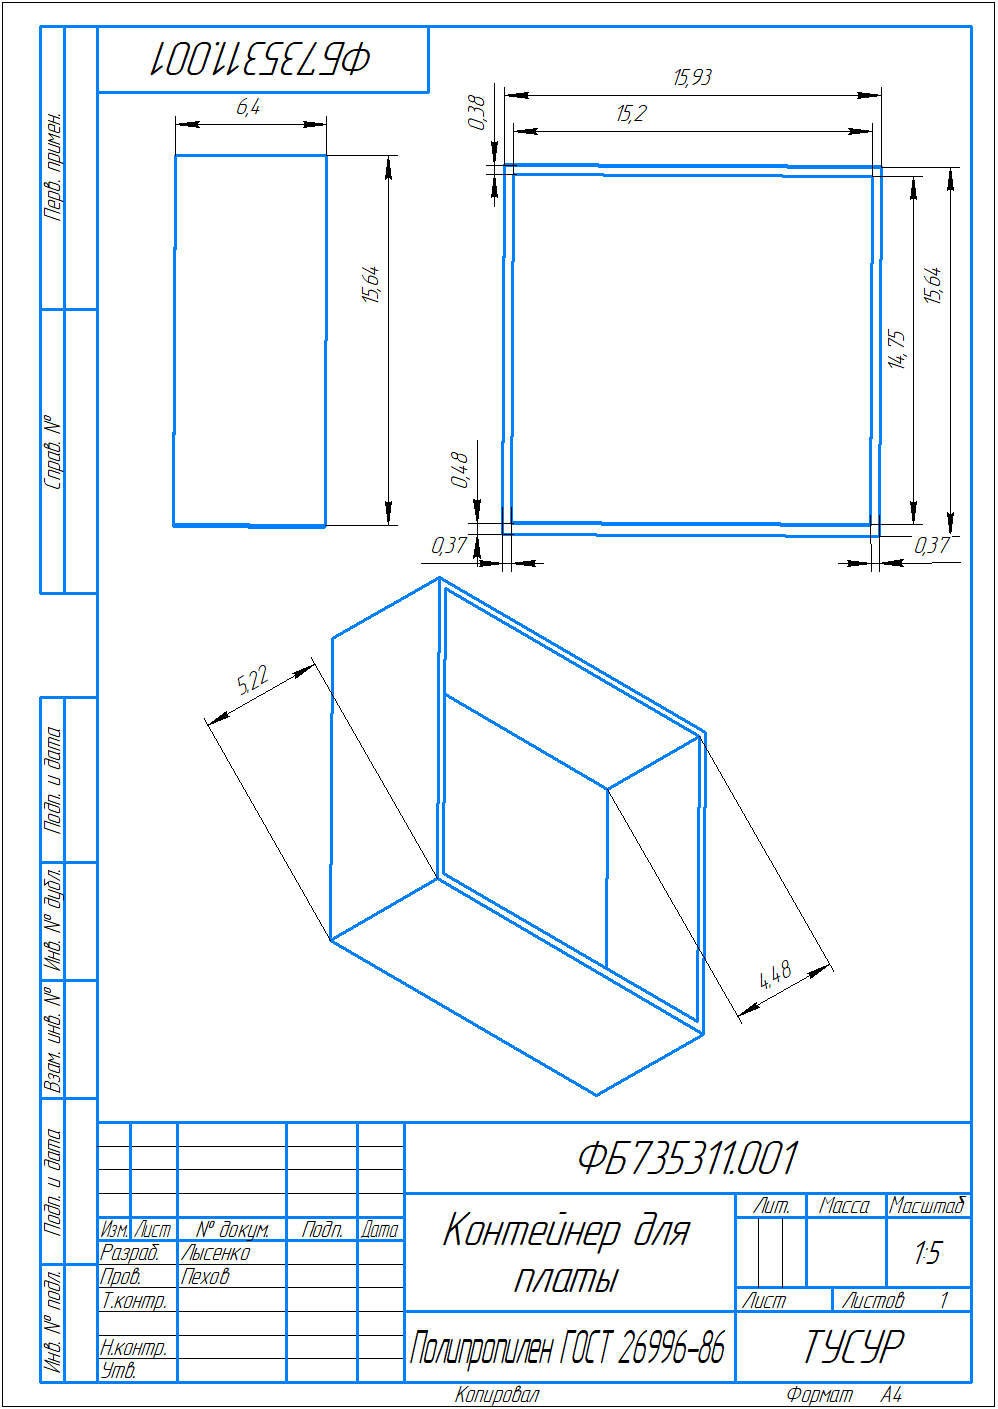 ФБ735311.001
Перв. примен.
Справ. №
Подп. и дата
Инв. № дубл.
Взам. инв. №
Подп. и дата
Инв. № подл.
6,4
15,64
15,93
15,2
0,38
15,64
14,75
0,48
0,37
0,37
5,22
4,48
ФБ735311.001
Изм. Лист № докум. Подп. Дата
Разраб. Лысенко
Пров. Пехов
Т.контр.
Н.контр.
Утв.
Контейнер для
платы
Лит. Масса Масштаб
1:5
Лист Листов 1
Полипропилен ГОСТ 26996-86
ТУСУР
Копировал Формат А4